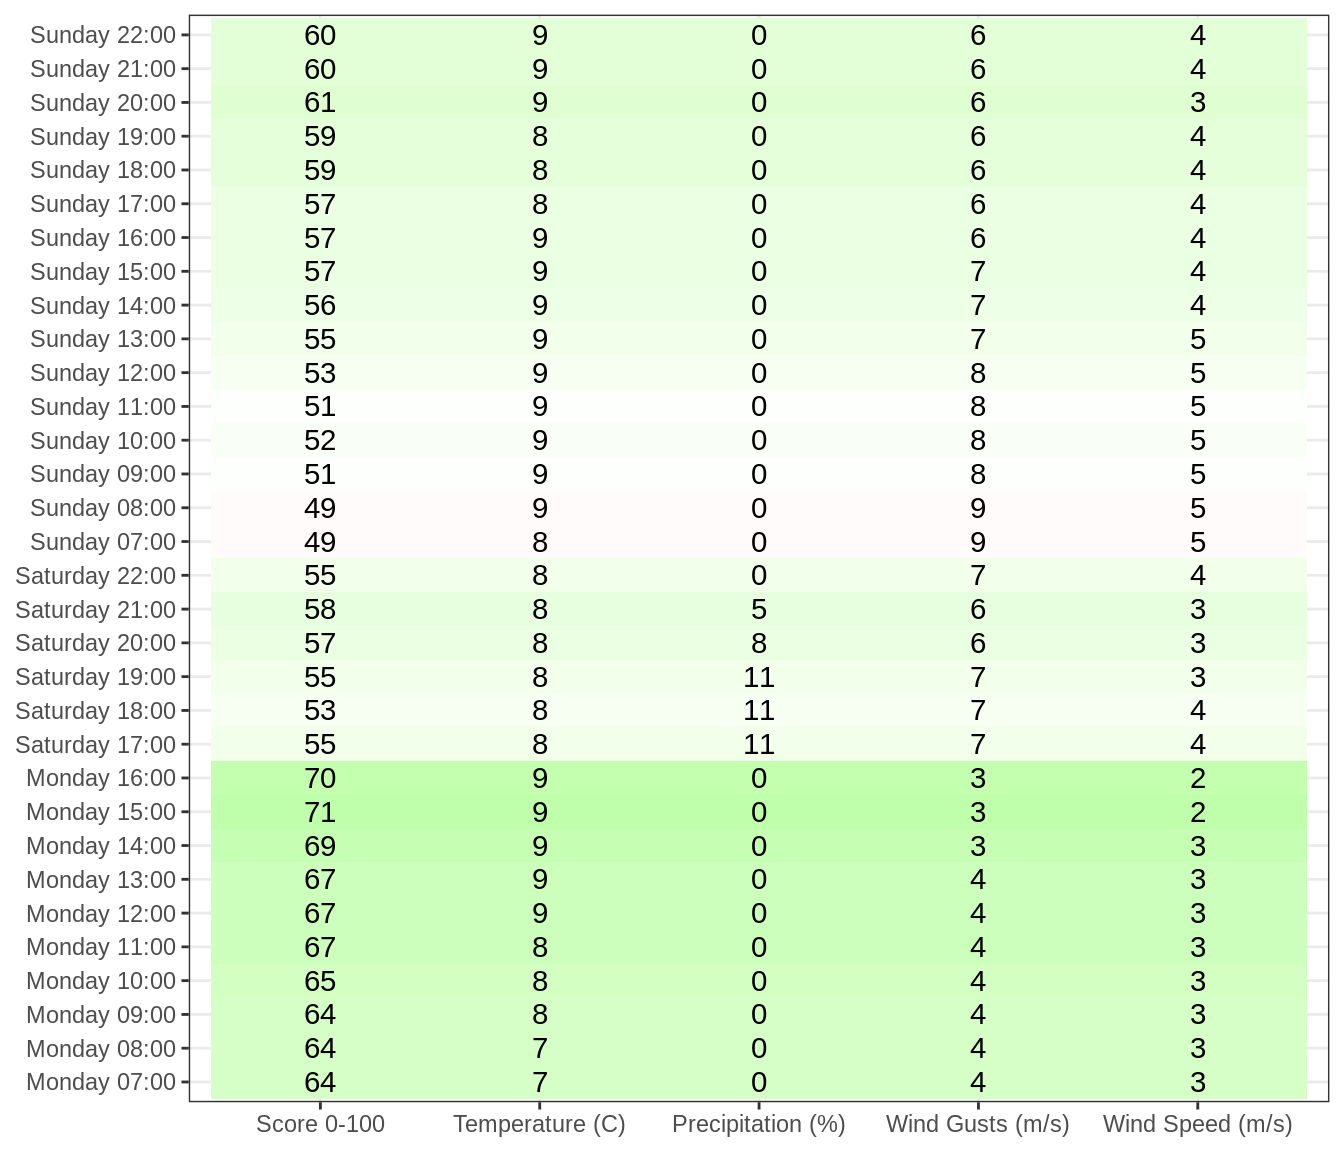 Sunday 22:00 60 9 0 6 4
Sunday 21:00 60 9 0 6 4
Sunday 20:00 61 9 0 6 3
Sunday 19:00 59 8 0 6 4
Sunday 18:00 59 8 0 6 4
Sunday 17:00 57 8 0 6 4
Sunday 16:00 57 9 0 6 4
Sunday 15:00 57 9 0 7 4
Sunday 14:00 56 9 0 7 4
Sunday 13:00 55 9 0 7 5
Sunday 12:00 53 9 0 8 5
Sunday 11:00 51 9 0 8 5
Sunday 10:00 52 9 0 8 5
Sunday 09:00 51 9 0 8 5
Sunday 08:00 49 9 0 9 5
Sunday 07:00 49 8 0 9 5
Saturday 22:00 55 8 0 7 4
Saturday 21:00 58 8 5 6 3
Saturday 20:00 57 8 8 6 3
Saturday 19:00 55 8 11 7 3
Saturday 18:00 53 8 11 7 4
Saturday 17:00 55 8 11 7 4
Monday 16:00 70 9 0 3 2
Monday 15:00 71 9 0 3 2
Monday 14:00 69 9 0 3 3
Monday 13:00 67 9 0 4 3
Monday 12:00 67 9 0 4 3
Monday 11:00 67 8 0 4 3
Monday 10:00 65 8 0 4 3
Monday 09:00 64 8 0 4 3
Monday 08:00 64 7 0 4 3
Monday 07:00 64 7 0 4 3
Score 0-100 Temperature (C) Precipitation (%) Wind Gusts (m/s) Wind Speed (m/s)